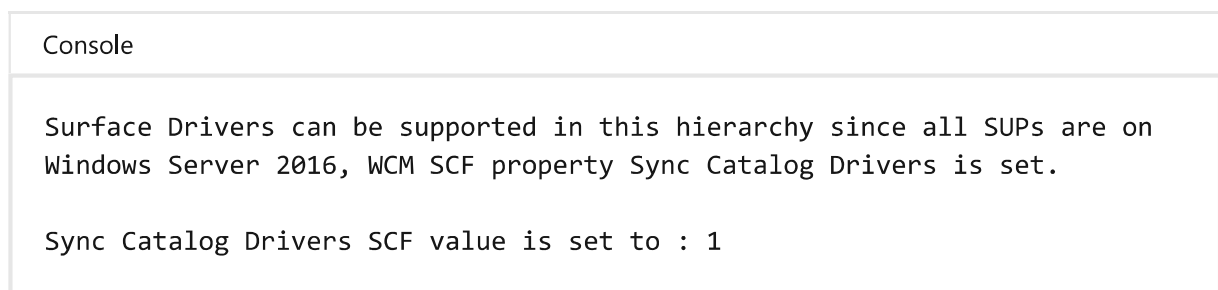 Console
Surface Drivers can be supported in this hierarchy since all SUPs are on
Windows Server 2016, WCM SCF property Sync Catalog Drivers is set.
Sync Catalog Drivers SCF value is set to : 1